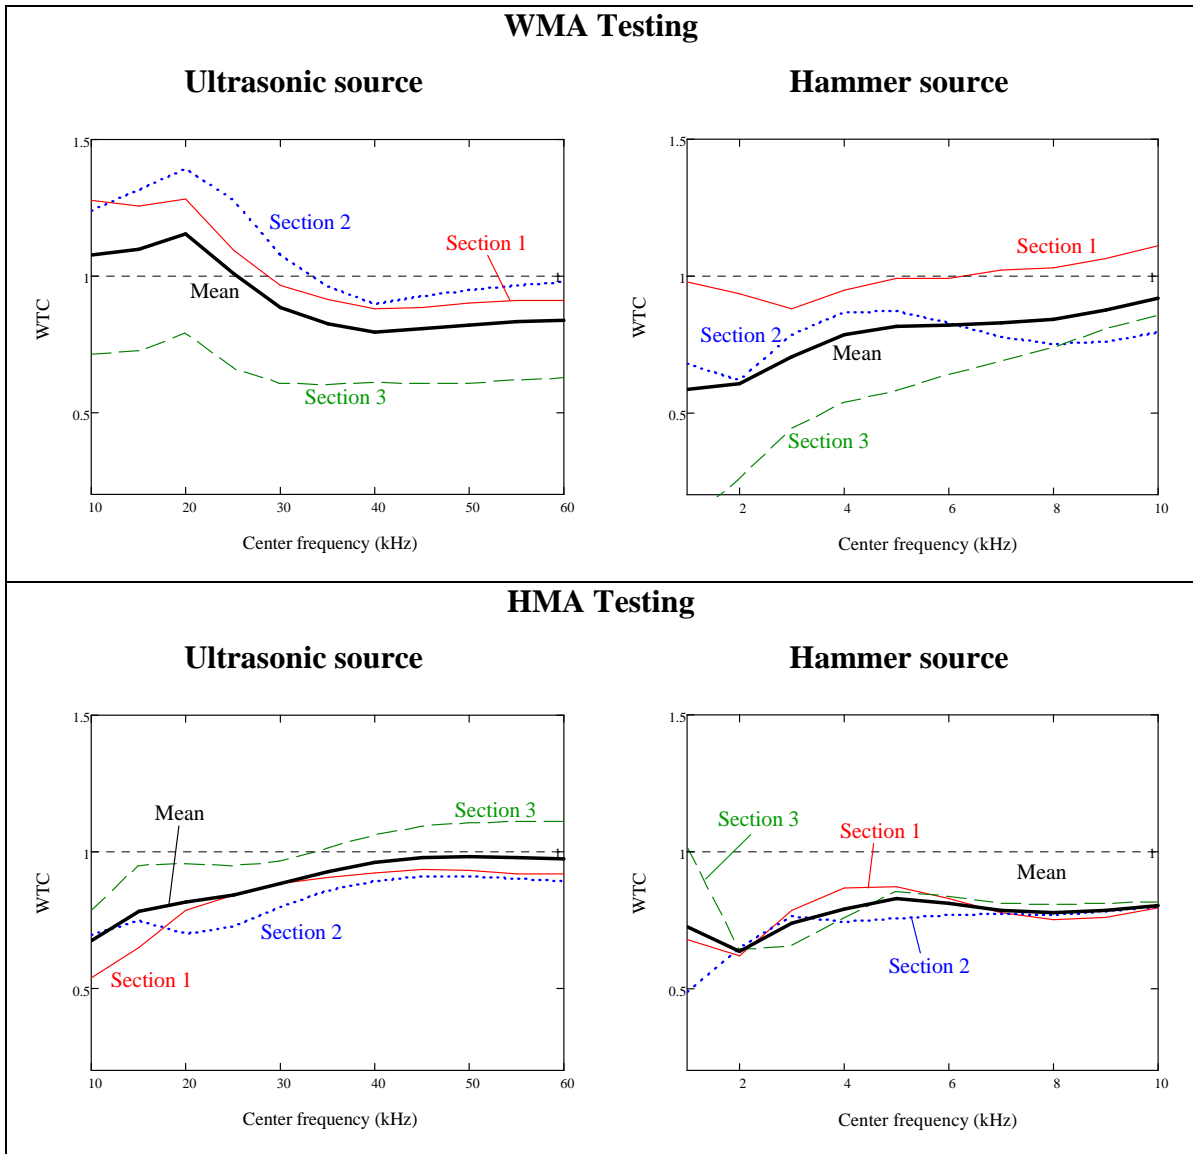 WMA Testing
Ultrasonic source
Hammer source
1.5
1
0.5
WTC
Section 2
Section 1
Mean
Section 3
10 20 30 40 50 60
Center frequency (kHz)
1
1.5
1
0.5
WTC
Section 1
Section 2
Mean
Section 3
2 4 6 8 10
Center frequency (kHz)
1
HMA Testing
Ultrasonic source
Hammer source
1.5
1
0.5
WTC
Mean
Section 3
Section 2
Section 1
10 20 30 40 50 60
Center frequency (kHz)
1
1.5
1
0.5
WTC
Section 3
Section 1
Mean
Section 2
2 4 6 8 10
Center frequency (kHz)
1